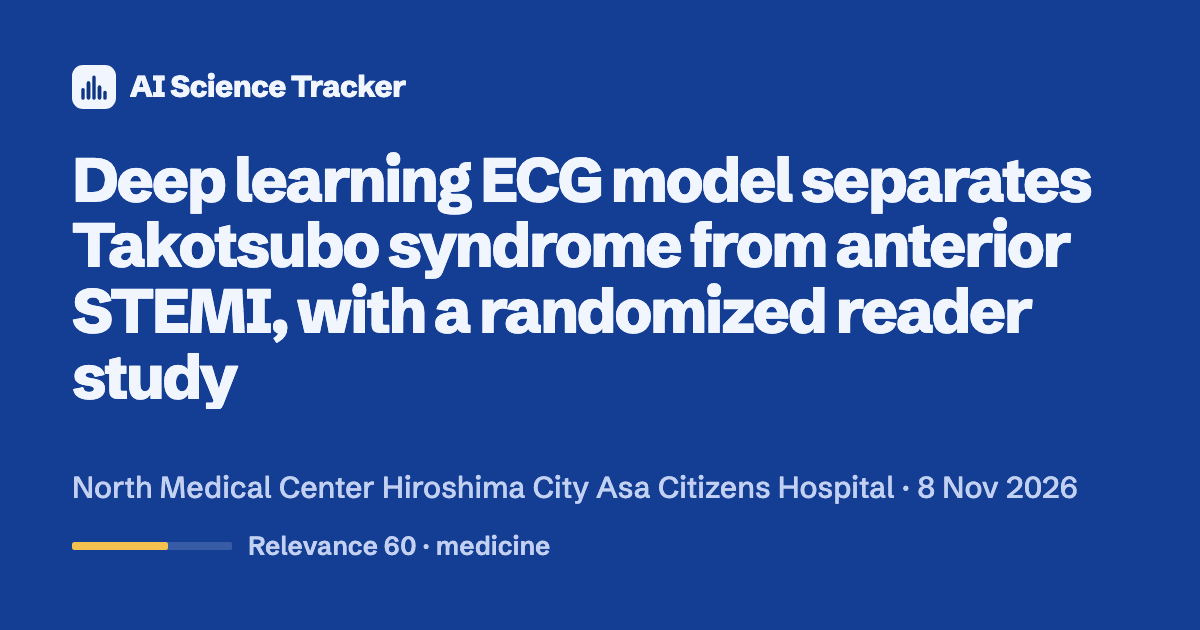 AI Science Tracker
Deep learning ECG model separates
Takotsubo syndrome from anterior
STEMI, with a randomized reader
study
North Medical Center Hiroshima City Asa Citizens Hospital · 8 Nov 2026
Relevance 60 · medicine